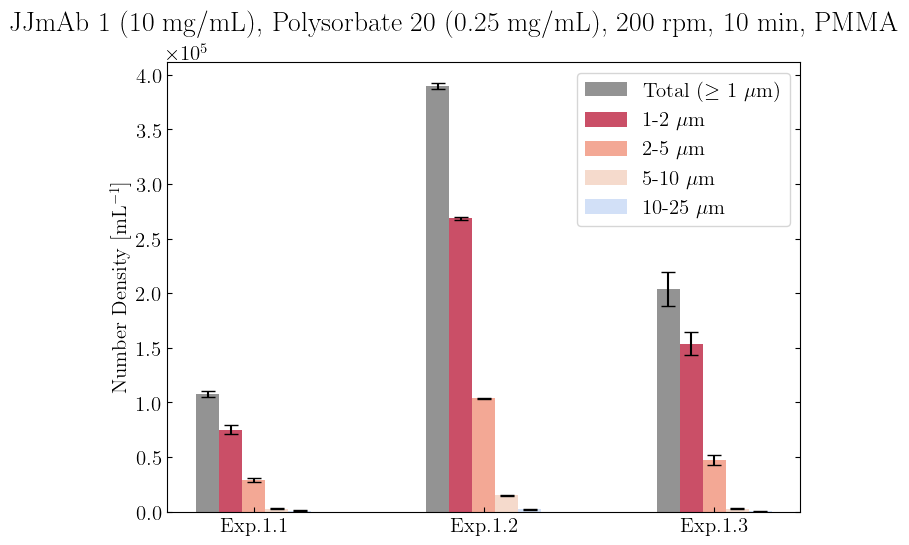 JJmAb 1 (10 mg/mL), Polysorbate 20 (0.25 mg/mL), 200 rpm, 10 min, PMMA
×10⁵
Number Density [mL⁻¹]
4.0
3.5
3.0
2.5
2.0
1.5
1.0
0.5
0.0
Total (≥ 1 μm)
1-2 μm
2-5 μm
5-10 μm
10-25 μm
Exp.1.1 Exp.1.2 Exp.1.3